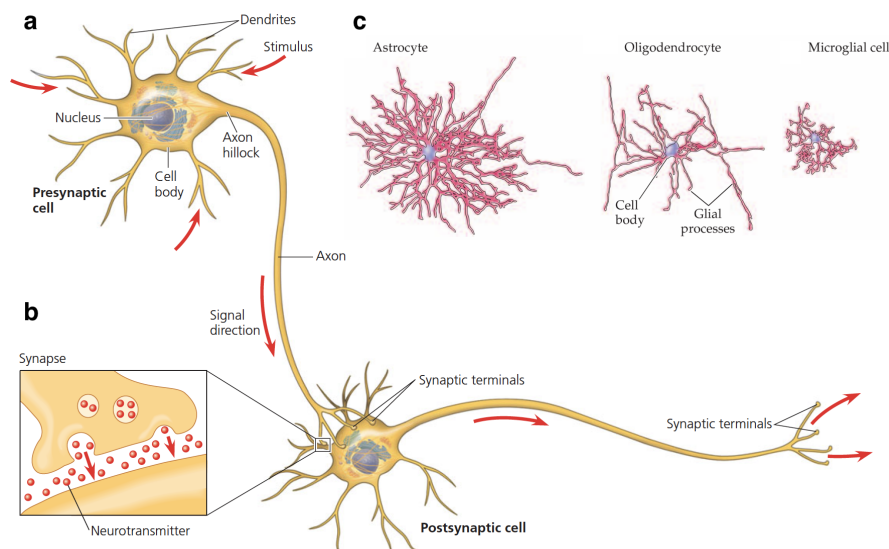 a
Dendrites
Stimulus
Nucleus
Axon
hillock
Cell
body
Presynaptic
cell
Axon
Signal
direction
b
Synapse
Neurotransmitter
Synaptic terminals
Postsynaptic cell
Synaptic terminals
c
Astrocyte
Oligodendrocyte
Microglial cell
Cell
body
Glial
processes